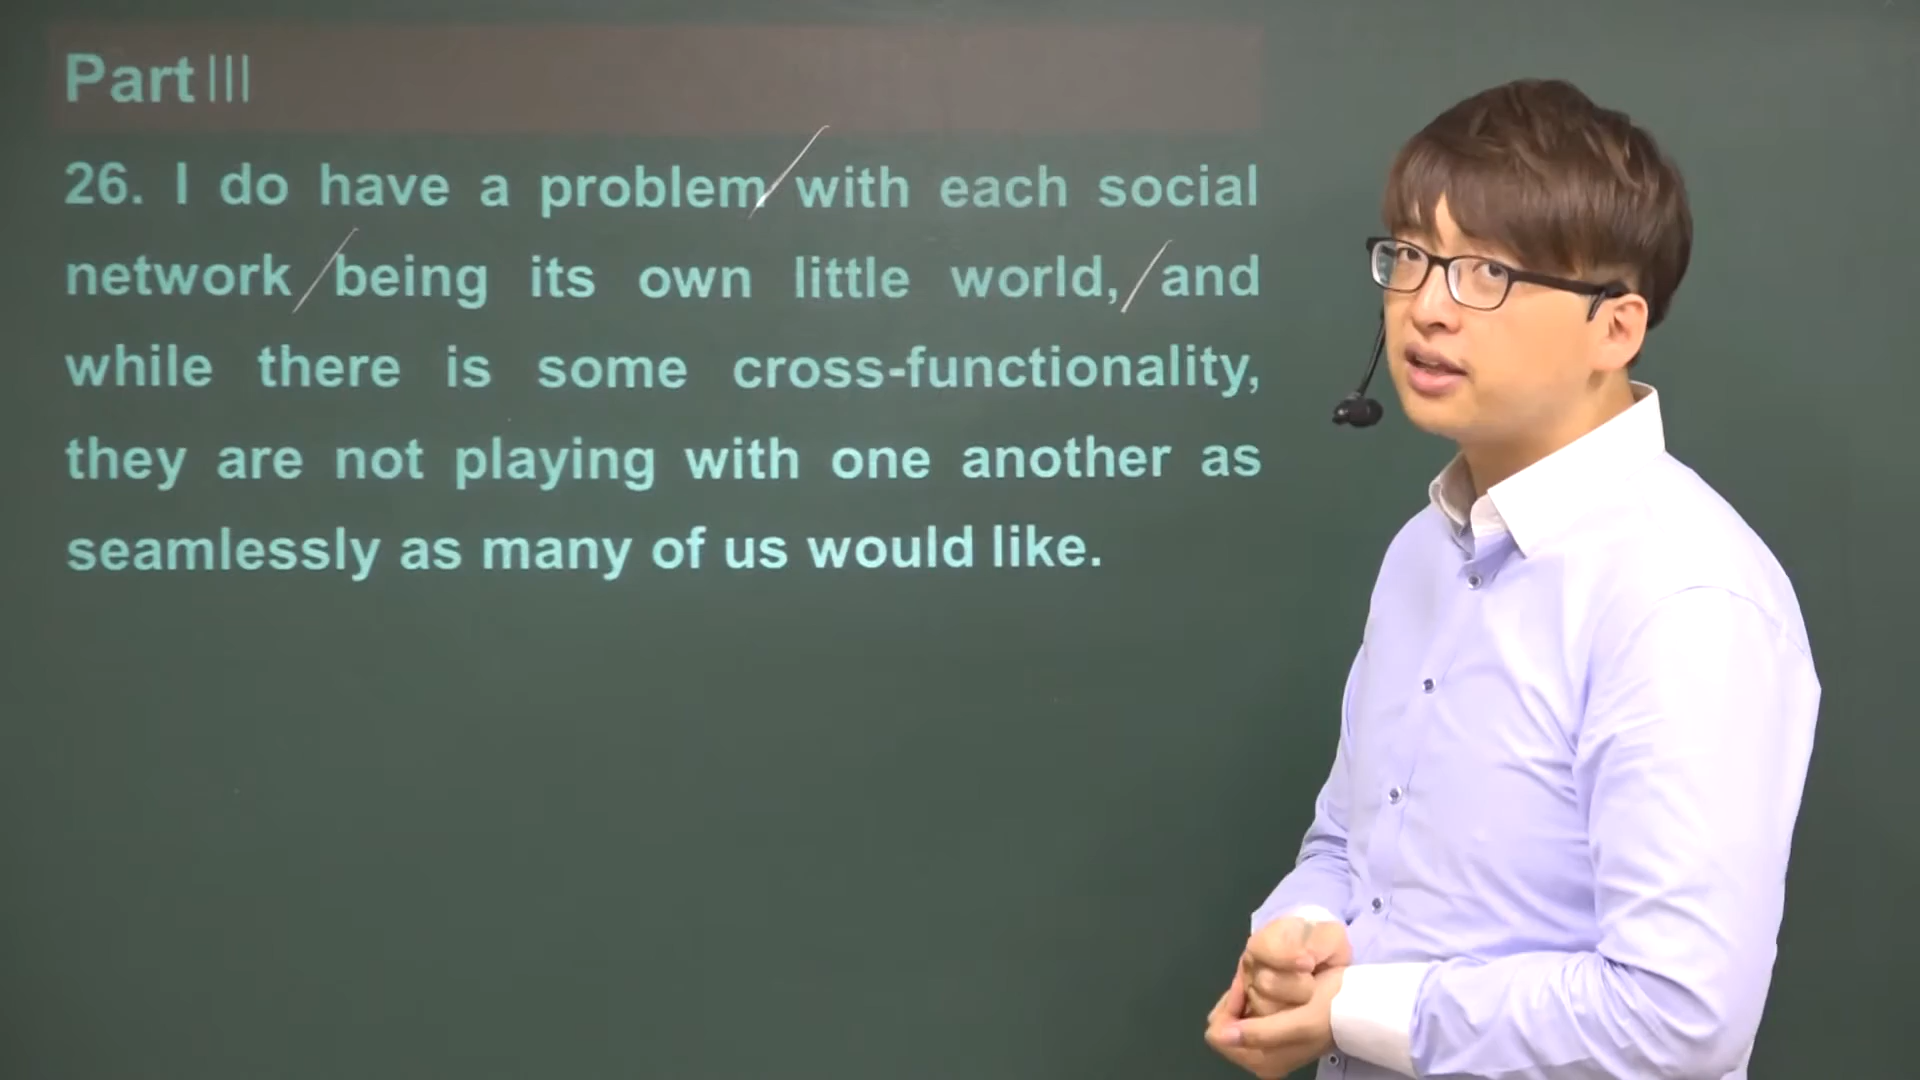 Part III
26. I do have a problem with each social
network being its own little world, and
while there is some cross-functionality,
they are not playing with one another as
seamlessly as many of us would like.